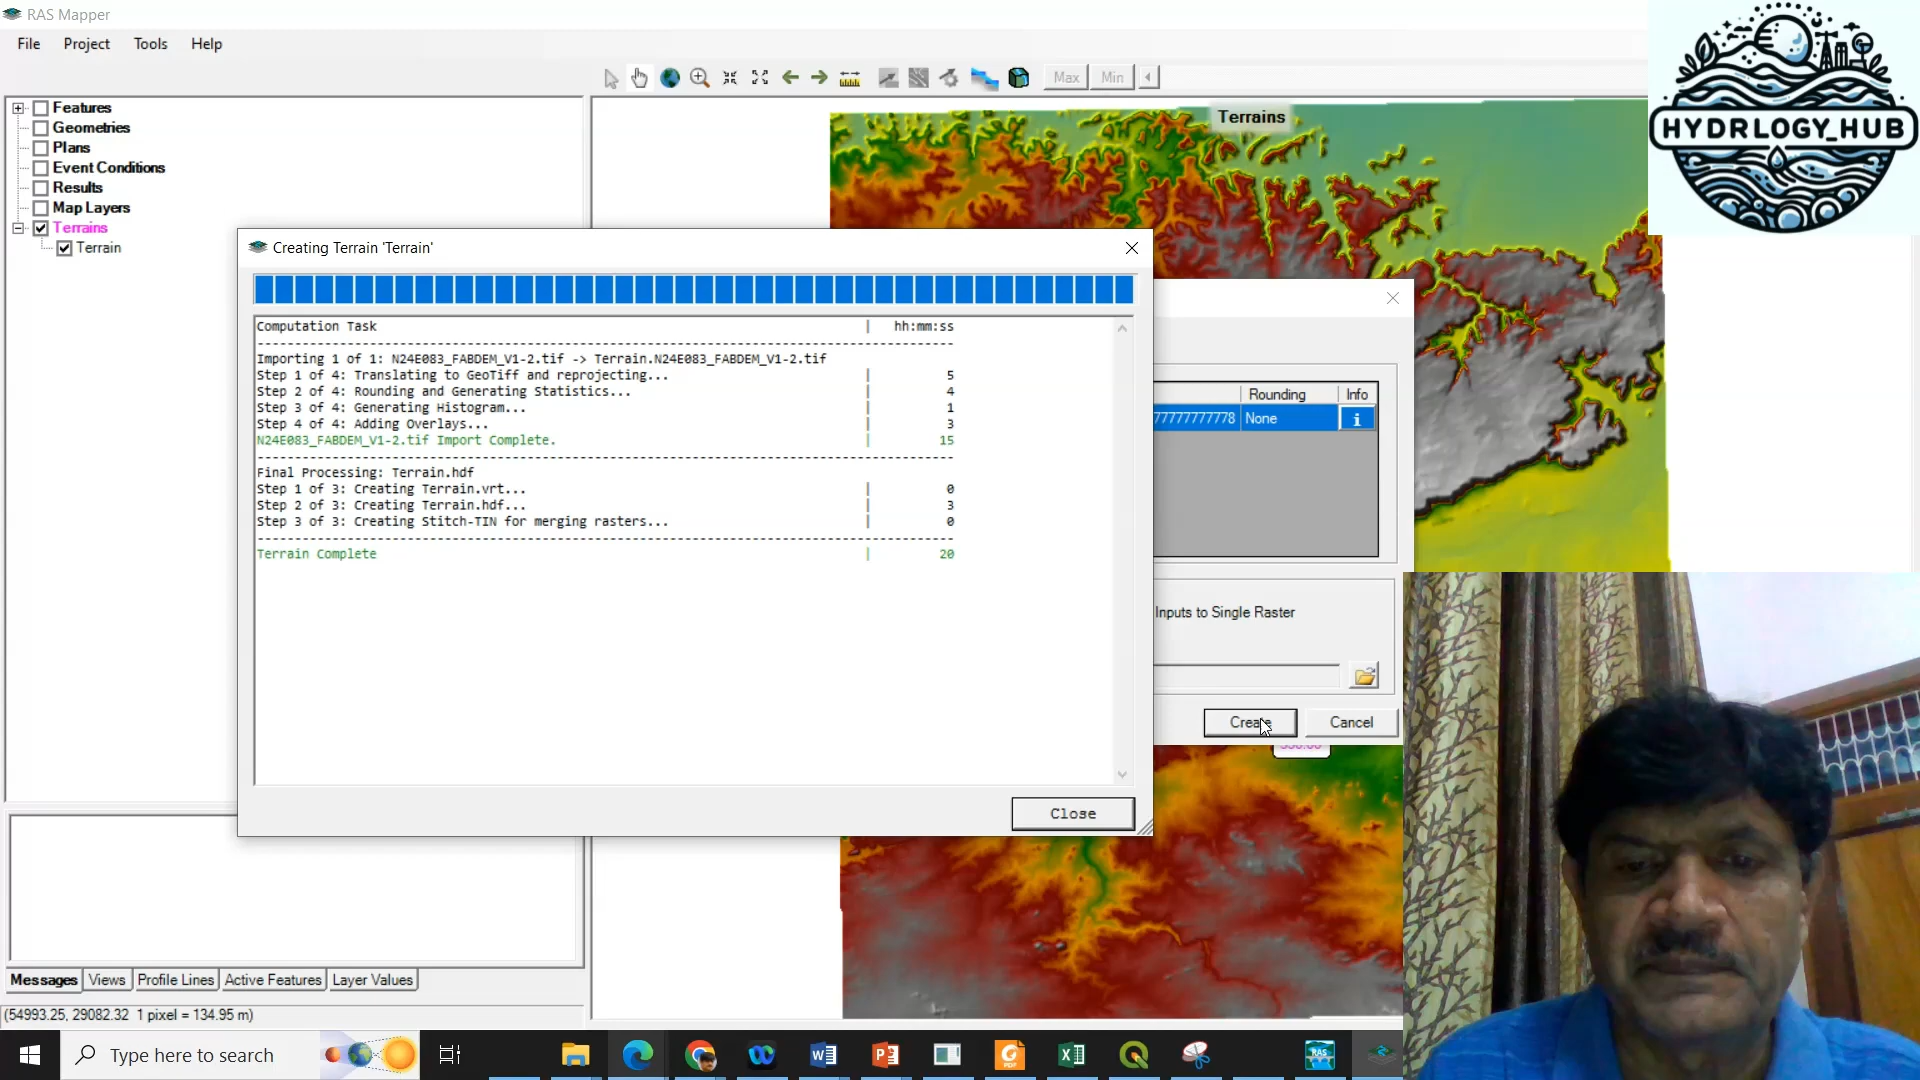 RAS Mapper
File Project Tools Help
Max Min
HYDRLOGY_HUB
Features
Geometries
Plans
Event Conditions
Results
Map Layers
Terrains
Terrain
Terrains
Creating Terrain 'Terrain'
Computation Task | hh:mm:ss
Importing 1 of 1: N24E083_FABDEM_V1-2.tif -> Terrain.N24E083_FABDEM_V1-2.tif
Step 1 of 4: Translating to GeoTiff and reprojecting... | 5
Step 2 of 4: Rounding and Generating Statistics... | 4
Step 3 of 4: Generating Histogram... | 1
Step 4 of 4: Adding Overlays... | 3
N24E083_FABDEM_V1-2.tif Import Complete. | 15
Final Processing: Terrain.hdf
Step 1 of 3: Creating Terrain.vrt... | 0
Step 2 of 3: Creating Terrain.hdf... | 3
Step 3 of 3: Creating Stitch-TIN for merging rasters... | 0
Terrain Complete | 20
Close
Rounding Info
77777777778 None i
Inputs to Single Raster
Create Cancel
Messages Views Profile Lines Active Features Layer Values
(54993.25, 29082.32 1 pixel = 134.95 m)
Type here to search
RAS